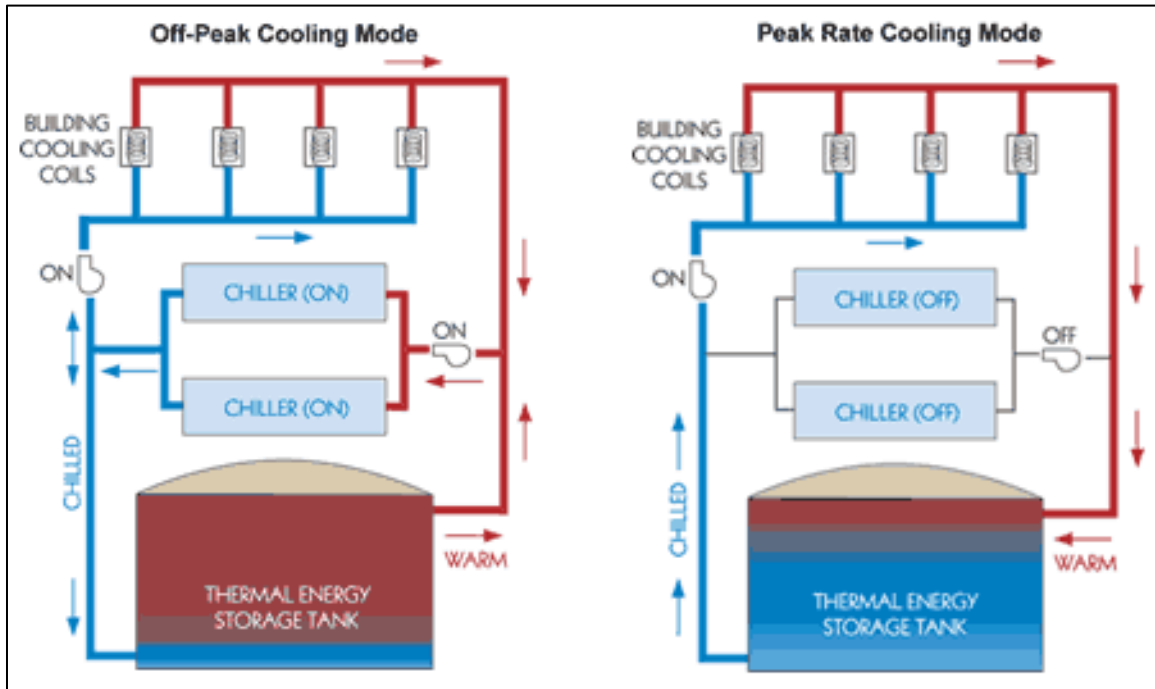 Off-Peak Cooling Mode
BUILDING
COOLING
COILS
ON
CHILLER (ON)
ON
CHILLER (ON)
CHILLED
WARM
THERMAL ENERGY
STORAGE TANK
Peak Rate Cooling Mode
BUILDING
COOLING
COILS
ON
CHILLER (OFF)
OFF
CHILLER (OFF)
CHILLED
WARM
THERMAL ENERGY
STORAGE TANK